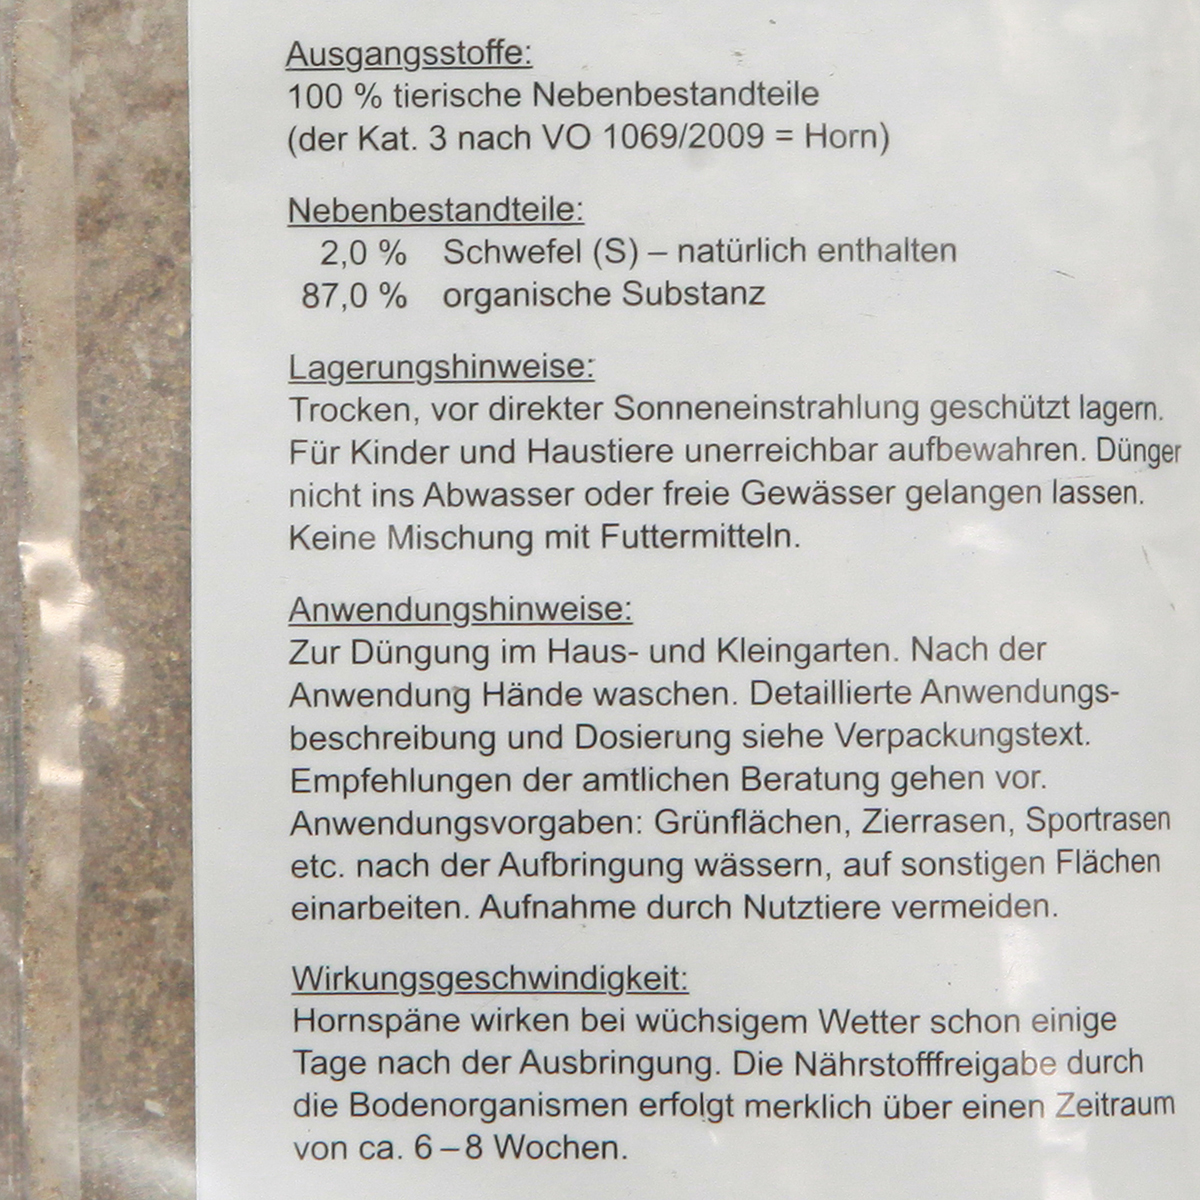 Ausgangsstoffe:
100 % tierische Nebenbestandteile
(der Kat. 3 nach VO 1069/2009 = Horn)
Nebenbestandteile:
2,0 % Schwefel (S) – natürlich enthalten
87,0 % organische Substanz
Lagerungshinweise:
Trocken, vor direkter Sonneneinstrahlung geschützt lagern.
Für Kinder und Haustiere unerreichbar aufbewahren. Dünger
nicht ins Abwasser oder freie Gewässer gelangen lassen.
Keine Mischung mit Futtermitteln.
Anwendungshinweise:
Zur Düngung im Haus- und Kleingarten. Nach der
Anwendung Hände waschen. Detaillierte Anwendungs-
beschreibung und Dosierung siehe Verpackungstext.
Empfehlungen der amtlichen Beratung gehen vor.
Anwendungsvorgaben: Grünflächen, Zierrasen, Sportrasen
etc. nach der Aufbringung wässern, auf sonstigen Flächen
einarbeiten. Aufnahme durch Nutztiere vermeiden.
Wirkungsgeschwindigkeit:
Hornspäne wirken bei wüchsigem Wetter schon einige
Tage nach der Ausbringung. Die Nährstofffreigabe durch
die Bodenorganismen erfolgt merklich über einen Zeitraum
von ca. 6 – 8 Wochen.